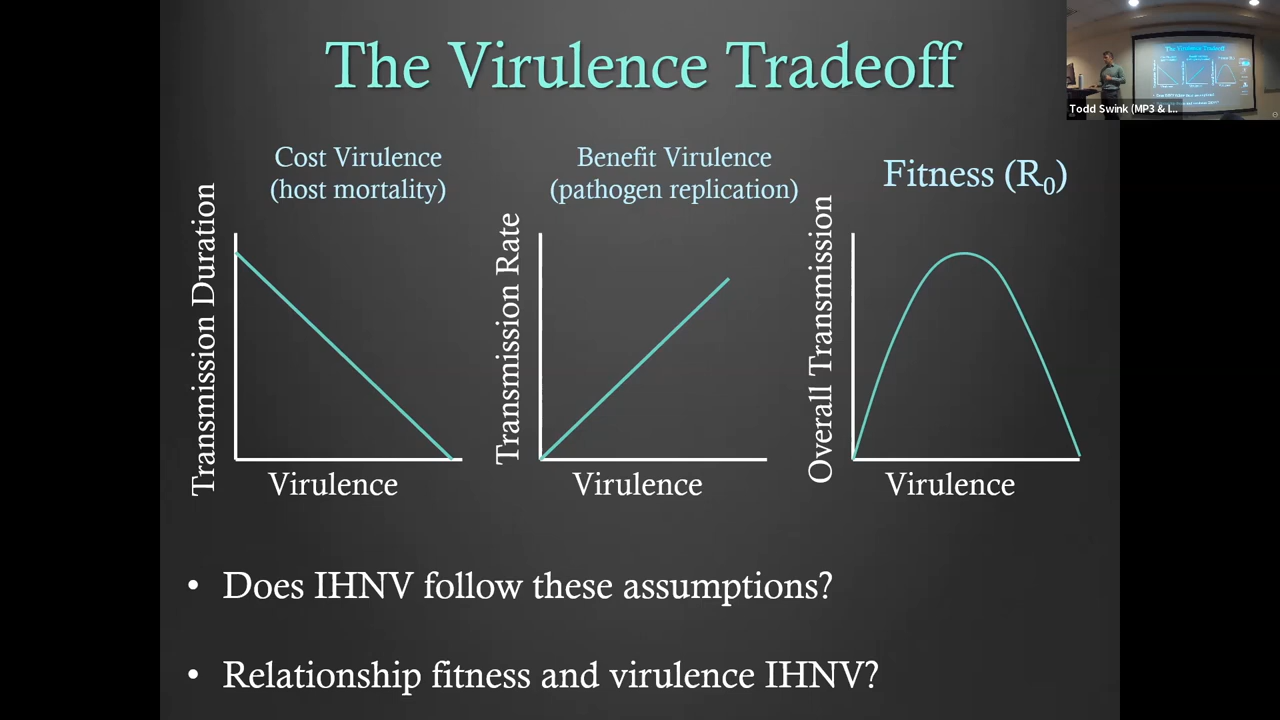 The Virulence Tradeoff
Todd Swink (MP3 & I...
Cost Virulence
(host mortality)
Benefit Virulence
(pathogen replication)
Fitness (R₀)
Transmission Duration
Virulence
Transmission Rate
Virulence
Overall Transmission
Virulence
• Does IHNV follow these assumptions?
• Relationship fitness and virulence IHNV?